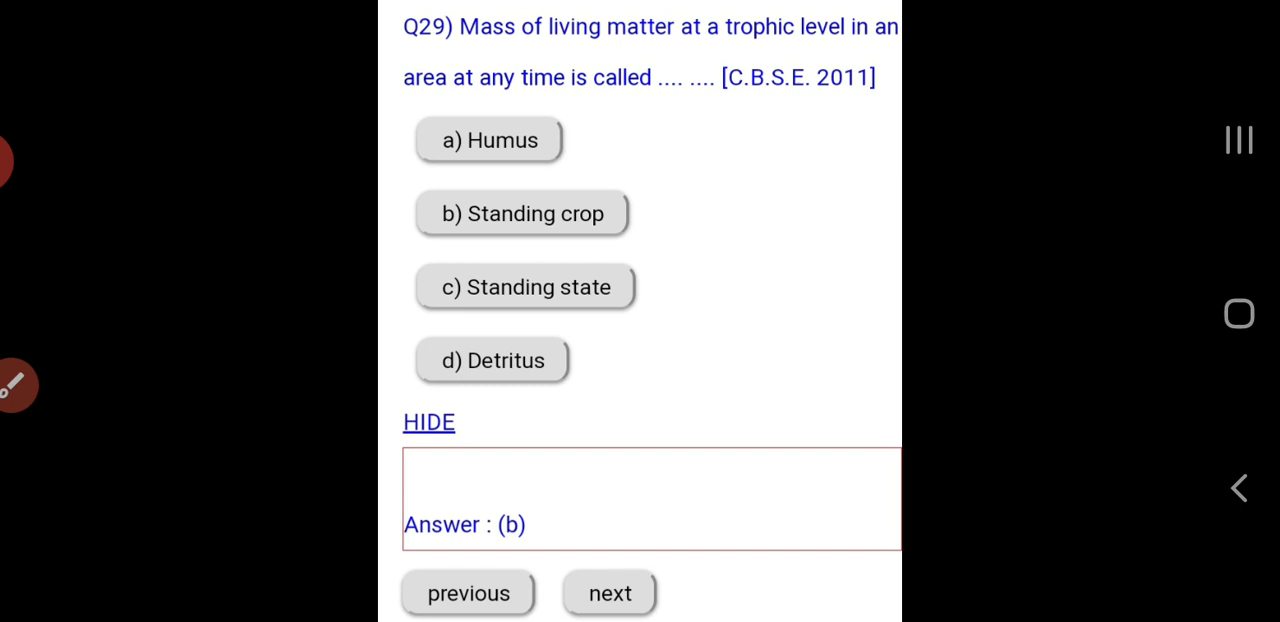 Q29) Mass of living matter at a trophic level in an
area at any time is called .... .... [C.B.S.E. 2011]
a) Humus
b) Standing crop
c) Standing state
d) Detritus
HIDE
Answer : (b)
previous next